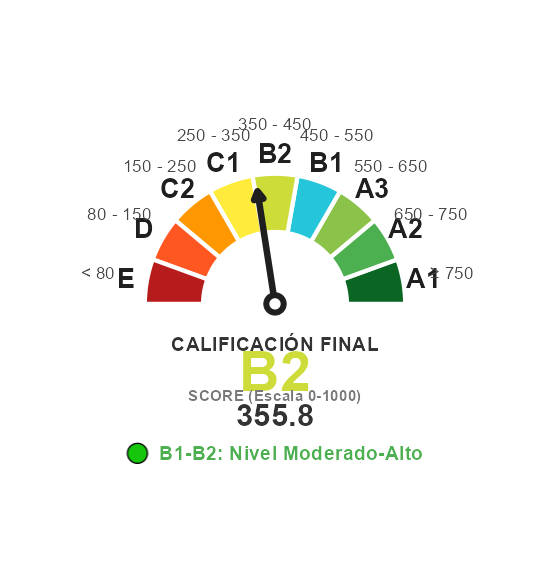 350 - 450
250 - 350
450 - 550
B2
C1
B1
150 - 250
550 - 650
C2
A3
80 - 150
650 - 750
D
A2
< 80
E
A1
≥ 750
CALIFICACIÓN FINAL
B2
SCORE (Escala 0-1000)
355.8
B1-B2: Nivel Moderado-Alto